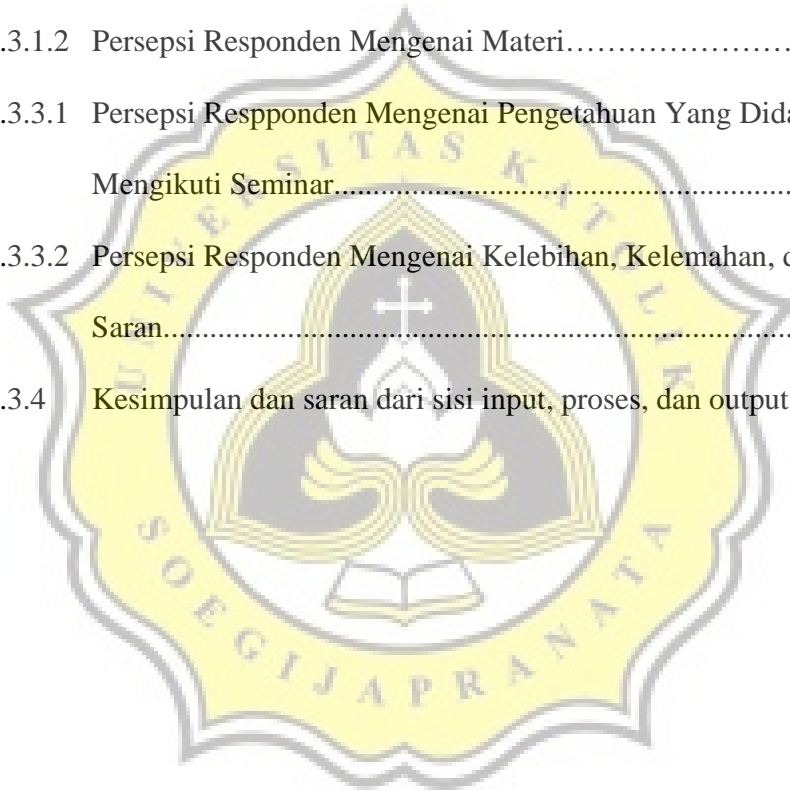 .3.1.2 Persepsi Responden Mengenai Materi……………………
.3.3.1 Persepsi Respponden Mengenai Pengetahuan Yang Dida
Mengikuti Seminar..............................................................................
.3.3.2 Persepsi Responden Mengenai Kelebihan, Kelemahan, d
Saran.........................................................................................................
.3.4 Kesimpulan dan saran dari sisi input, proses, dan output
UNIVERSITAS KATOLIK
SOEGIJAPRANATA